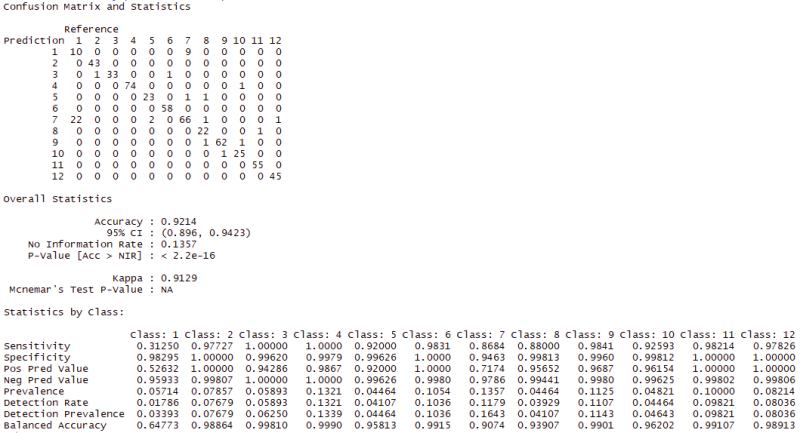 Confusion Matrix and Statistics
Reference
Prediction 1 2 3 4 5 6 7 8 9 10 11 12
1 10 0 0 0 0 0 9 0 0 0 0 0
2 0 43 0 0 0 0 0 0 0 0 0 0
3 0 1 33 0 0 1 0 0 0 0 0 0
4 0 0 0 74 0 0 0 0 0 1 0 0
5 0 0 0 0 23 0 1 1 0 0 0 0
6 0 0 0 0 0 58 0 0 0 0 0 0
7 22 0 0 0 2 0 66 1 0 0 0 1
8 0 0 0 0 0 0 0 22 0 0 1 0
9 0 0 0 0 0 0 0 1 62 1 0 0
10 0 0 0 0 0 0 0 0 1 25 0 0
11 0 0 0 0 0 0 0 0 0 0 55 0
12 0 0 0 0 0 0 0 0 0 0 0 45
Overall Statistics
Accuracy : 0.9214
95% CI : (0.896, 0.9423)
No Information Rate : 0.1357
P-Value [Acc > NIR] : < 2.2e-16
Kappa : 0.9129
Mcnemar's Test P-Value : NA
Statistics by Class:
Class: 1 Class: 2 Class: 3 Class: 4 Class: 5 Class: 6 Class: 7 Class: 8 Class: 9 Class: 10 Class: 11 Class: 12
Sensitivity 0.31250 0.97727 1.00000 1.0000 0.92000 0.9831 0.8684 0.88000 0.9841 0.92593 0.98214 0.97826
Specificity 0.98295 1.00000 0.99620 0.9979 0.99626 1.0000 0.9463 0.99813 0.9960 0.99812 1.00000 1.00000
Pos Pred Value 0.52632 1.00000 0.94286 0.9867 0.92000 1.0000 0.7174 0.95652 0.9687 0.96154 1.00000 1.00000
Neg Pred Value 0.95933 0.99807 1.00000 1.0000 0.99626 0.9980 0.9786 0.99441 0.9980 0.99625 0.99802 0.99806
Prevalence 0.05714 0.07857 0.05893 0.1321 0.04464 0.1054 0.1357 0.04464 0.1125 0.04821 0.10000 0.08214
Detection Rate 0.01786 0.07679 0.05893 0.1321 0.04107 0.1036 0.1179 0.03929 0.1107 0.04464 0.09821 0.08036
Detection Prevalence 0.03393 0.07679 0.06250 0.1339 0.04464 0.1036 0.1643 0.04107 0.1143 0.04643 0.09821 0.08036
Balanced Accuracy 0.64773 0.98864 0.99810 0.9990 0.95813 0.9915 0.9074 0.93907 0.9901 0.96202 0.99107 0.98913